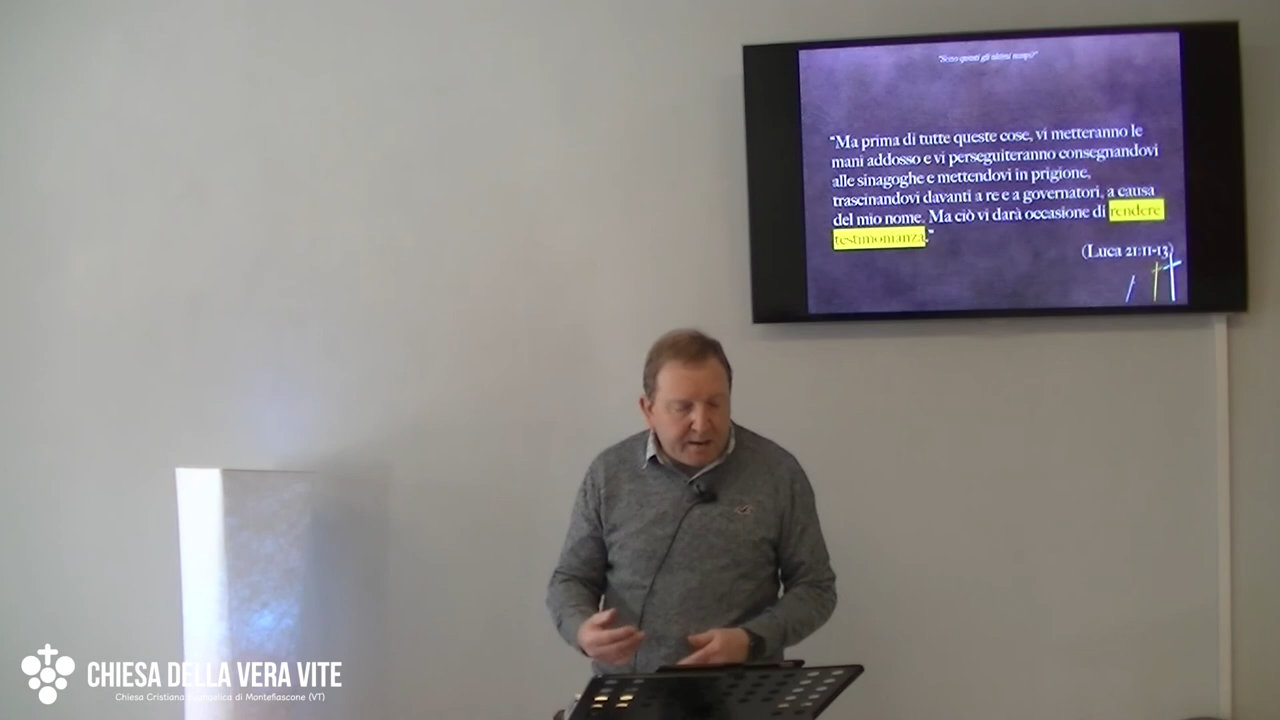 "Sono questi gli ultimi tempi?"
"Ma prima di tutte queste cose, vi metteranno le
mani addosso e vi perseguiteranno consegnandovi
alle sinagoghe e mettendovi in prigione,
trascinandovi davanti a re e a governatori, a causa
del mio nome. Ma ciò vi darà occasione di rendere
testimonianza."
(Luca 21:11-13)
CHIESA DELLA VERA VITE
Chiesa Cristiana Evangelica di Montefiascone (VT)